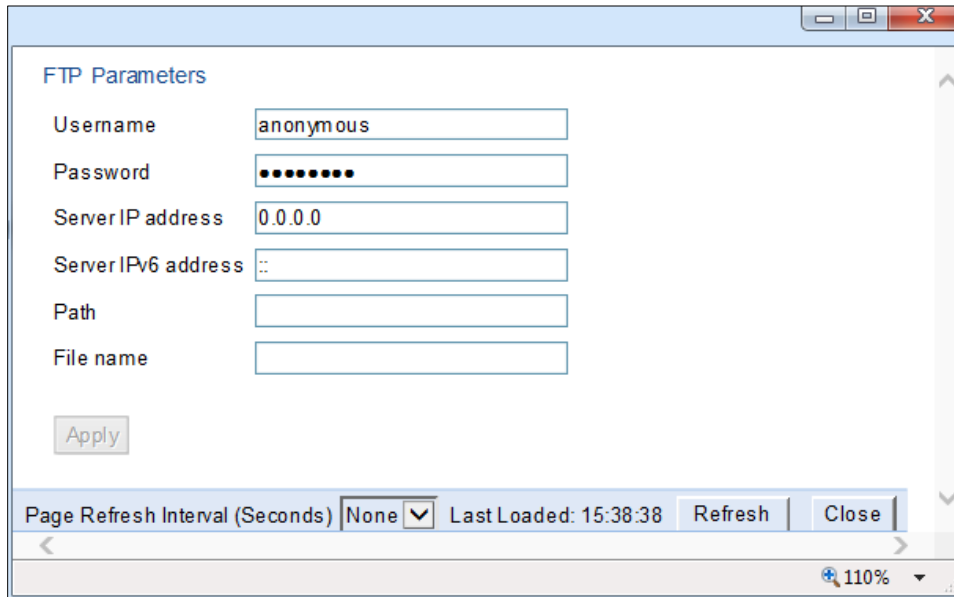 FTP Parameters
Username anonymous
Password ●●●●●●●●
Server IP address 0.0.0.0
Server IPv6 address ::
Path
File name
Apply
Page Refresh Interval (Seconds) None Last Loaded: 15:38:38 Refresh Close
110%